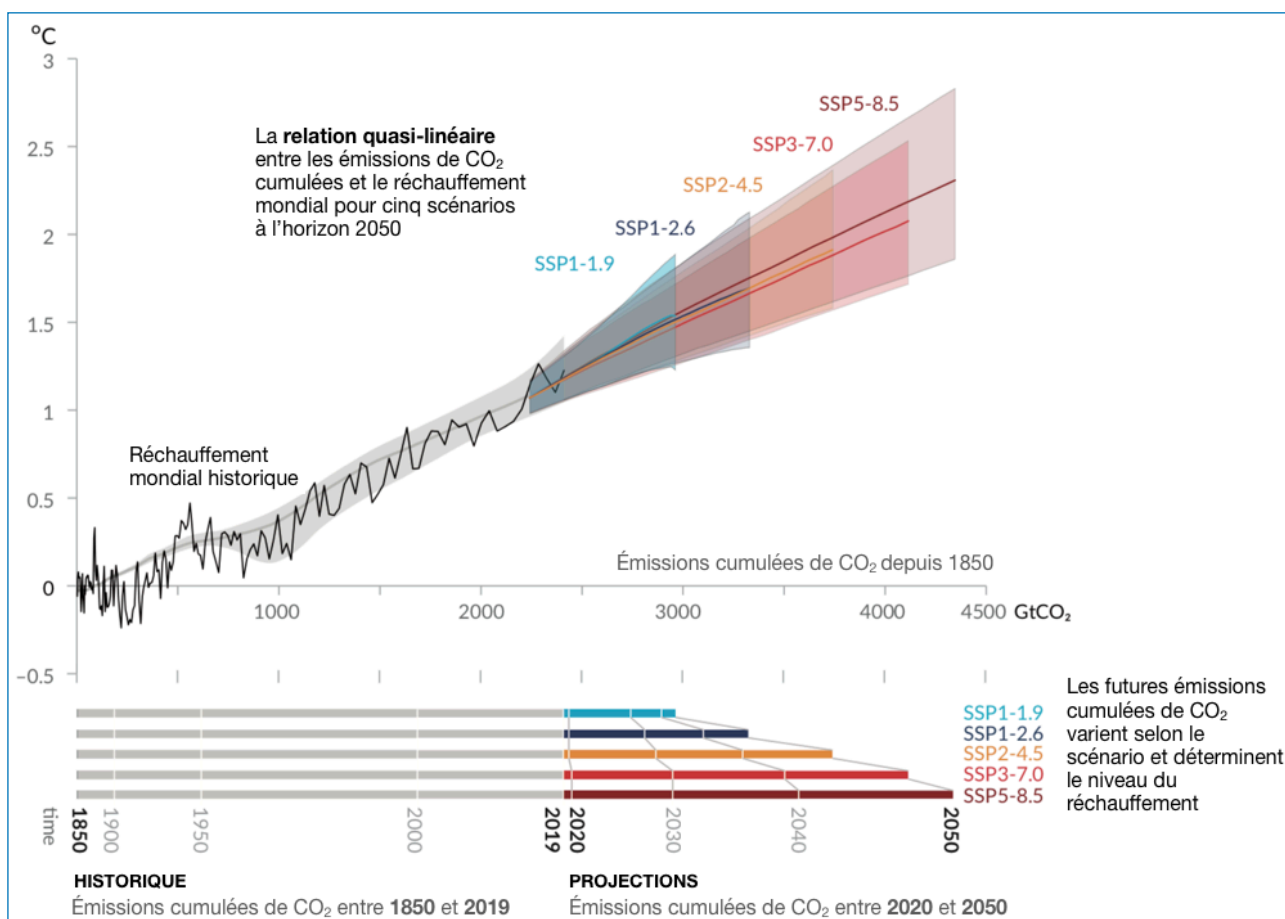 °C
3
2.5
2
1.5
1
0.5
0
−0.5
La relation quasi-linéaire
entre les émissions de CO₂
cumulées et le réchauffement
mondial pour cinq scénarios
à l'horizon 2050
SSP5-8.5
SSP3-7.0
SSP2-4.5
SSP1-2.6
SSP1-1.9
Réchauffement
mondial historique
Émissions cumulées de CO₂ depuis 1850
1000 2000 3000 4000 4500 GtCO₂
SSP1-1.9
SSP1-2.6
SSP2-4.5
SSP3-7.0
SSP5-8.5
Les futures émissions
cumulées de CO₂
varient selon le
scénario et déterminent
le niveau du
réchauffement
time 1850 1900 1950 2000 2019 2020 2030 2040 2050
HISTORIQUE
Émissions cumulées de CO₂ entre 1850 et 2019
PROJECTIONS
Émissions cumulées de CO₂ entre 2020 et 2050